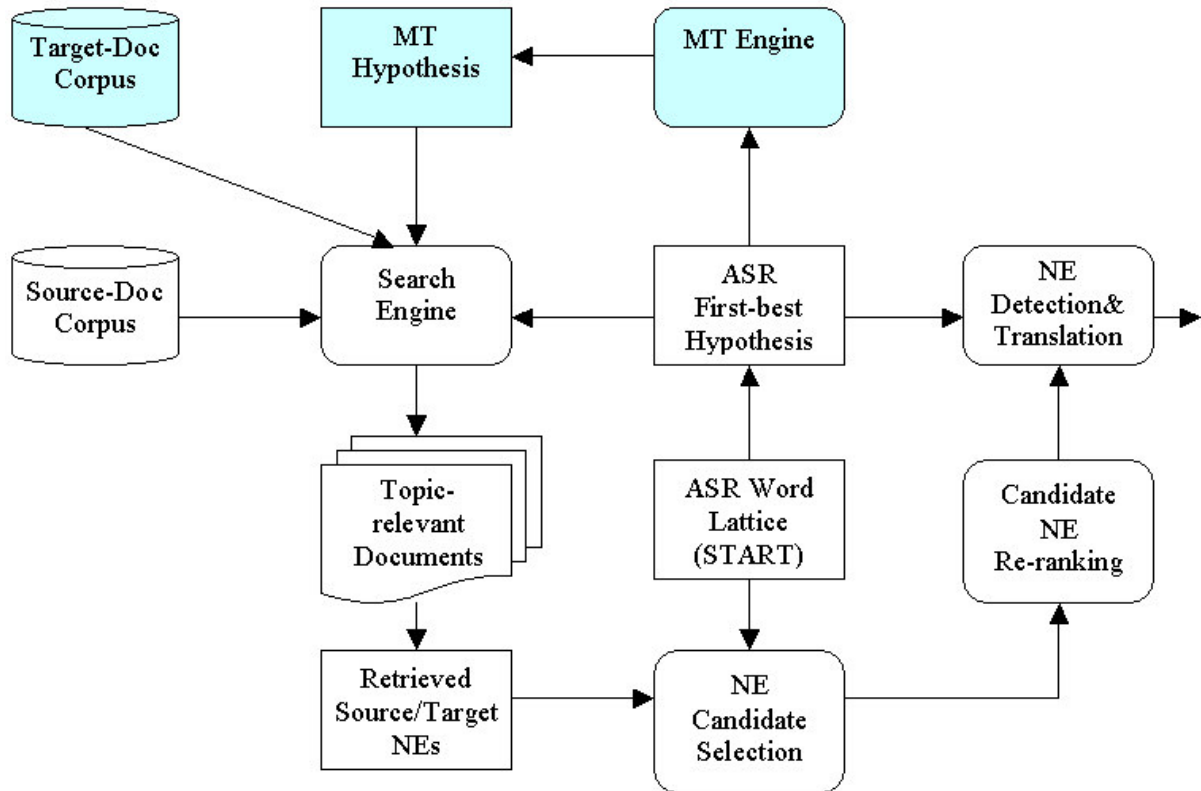 Target-Doc
Corpus
MT
Hypothesis
MT Engine
Source-Doc
Corpus
Search
Engine
ASR
First-best
Hypothesis
NE
Detection&
Translation
Topic-
relevant
Documents
ASR Word
Lattice
(START)
Candidate
NE
Re-ranking
Retrieved
Source/Target
NEs
NE
Candidate
Selection